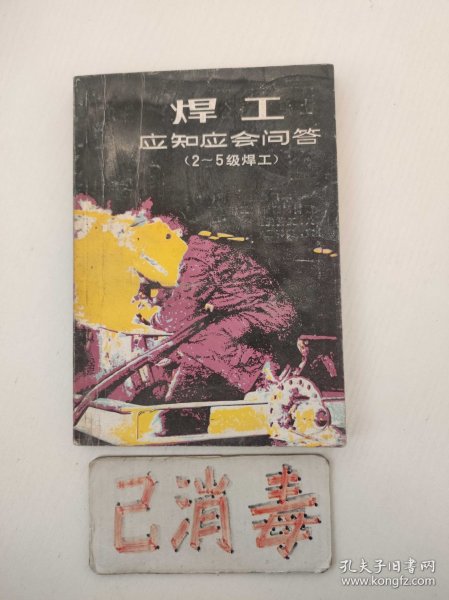 焊工
应知应会问答
(2~5级焊工)
已消毒
孔夫子旧书网
www.kongfz.com